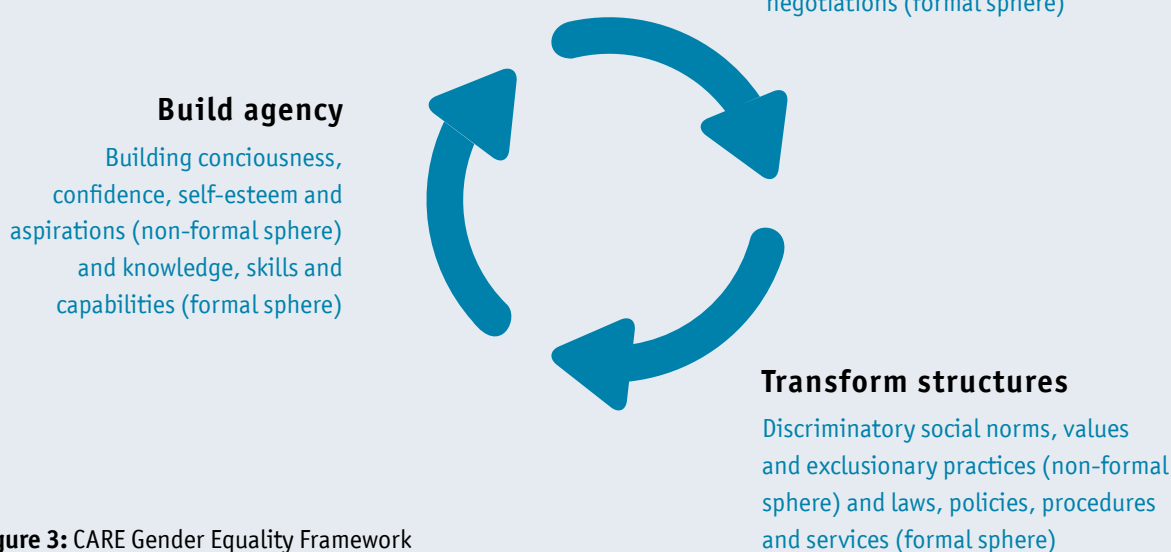 negotiations (formal sphere)
Build agency
Building conciousness,
confidence, self-esteem and
aspirations (non-formal sphere)
and knowledge, skills and
capabilities (formal sphere)
Transform structures
Discriminatory social norms, values
and exclusionary practices (non-formal
sphere) and laws, policies, procedures
and services (formal sphere)
gure 3: CARE Gender Equality Framework